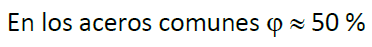 En los aceros comunes φ ≈ 50 %